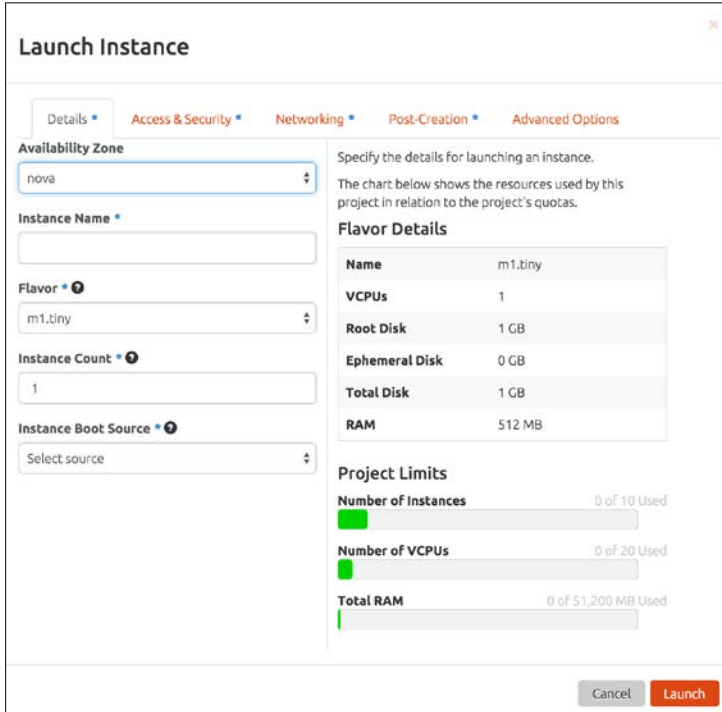 Launch Instance
Details *
Access & Security *
Networking *
Post-Creation *
Advanced Options
Availability Zone
nova
Instance Name *
Flavor *
m1.tiny
Instance Count *
1
Instance Boot Source *
Select source
Specify the details for launching an instance.
The chart below shows the resources used by this
project in relation to the project's quotas.
Flavor Details
Name m1.tiny
VCPUs 1
Root Disk 1 GB
Ephemeral Disk 0 GB
Total Disk 1 GB
RAM 512 MB
Project Limits
Number of Instances 0 of 10 Used
Number of VCPUs 0 of 20 Used
Total RAM 0 of 51,200 MB Used
Cancel
Launch